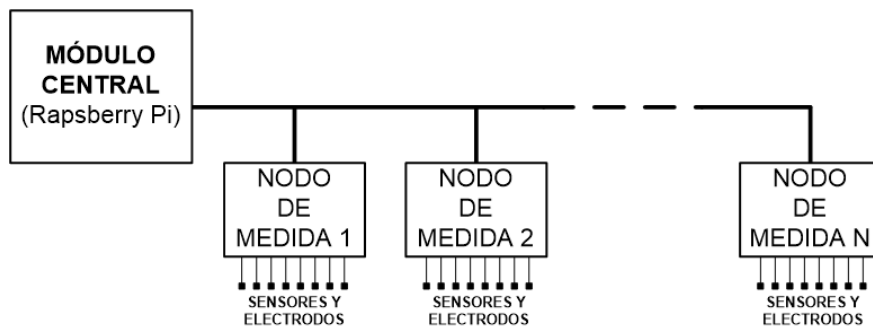 MÓDULO
CENTRAL
(Rapsberry Pi)
NODO
DE
MEDIDA 1
NODO
DE
MEDIDA 2
NODO
DE
MEDIDA N
SENSORES Y
ELECTRODOS
SENSORES Y
ELECTRODOS
SENSORES Y
ELECTRODOS